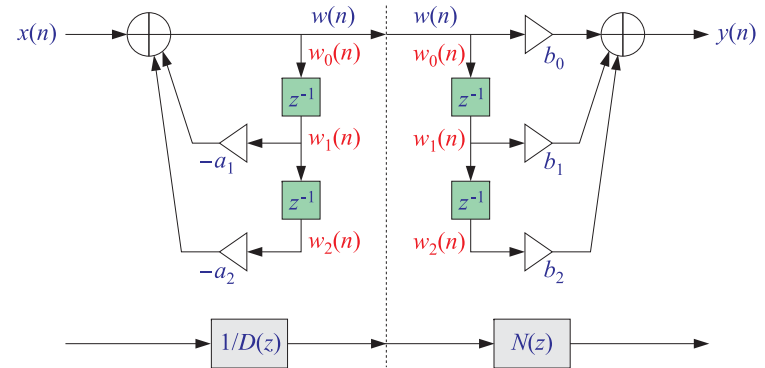 x(n) w(n) w(n) y(n)
w₀(n) w₀(n) b₀
z⁻¹ z⁻¹
−a₁ w₁(n) w₁(n) b₁
z⁻¹ z⁻¹
−a₂ w₂(n) w₂(n) b₂
1/D(z) N(z)